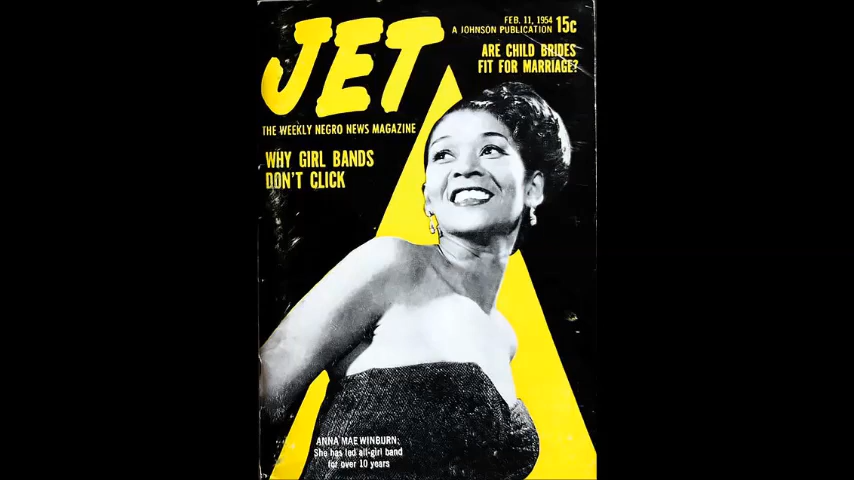 JET
FEB. 11, 1954
A JOHNSON PUBLICATION 15c
ARE CHILD BRIDES
FIT FOR MARRIAGE?
THE WEEKLY NEGRO NEWS MAGAZINE
WHY GIRL BANDS
DON'T CLICK
ANNA MAE WINBURN:
She has led all-girl band
for over 10 years